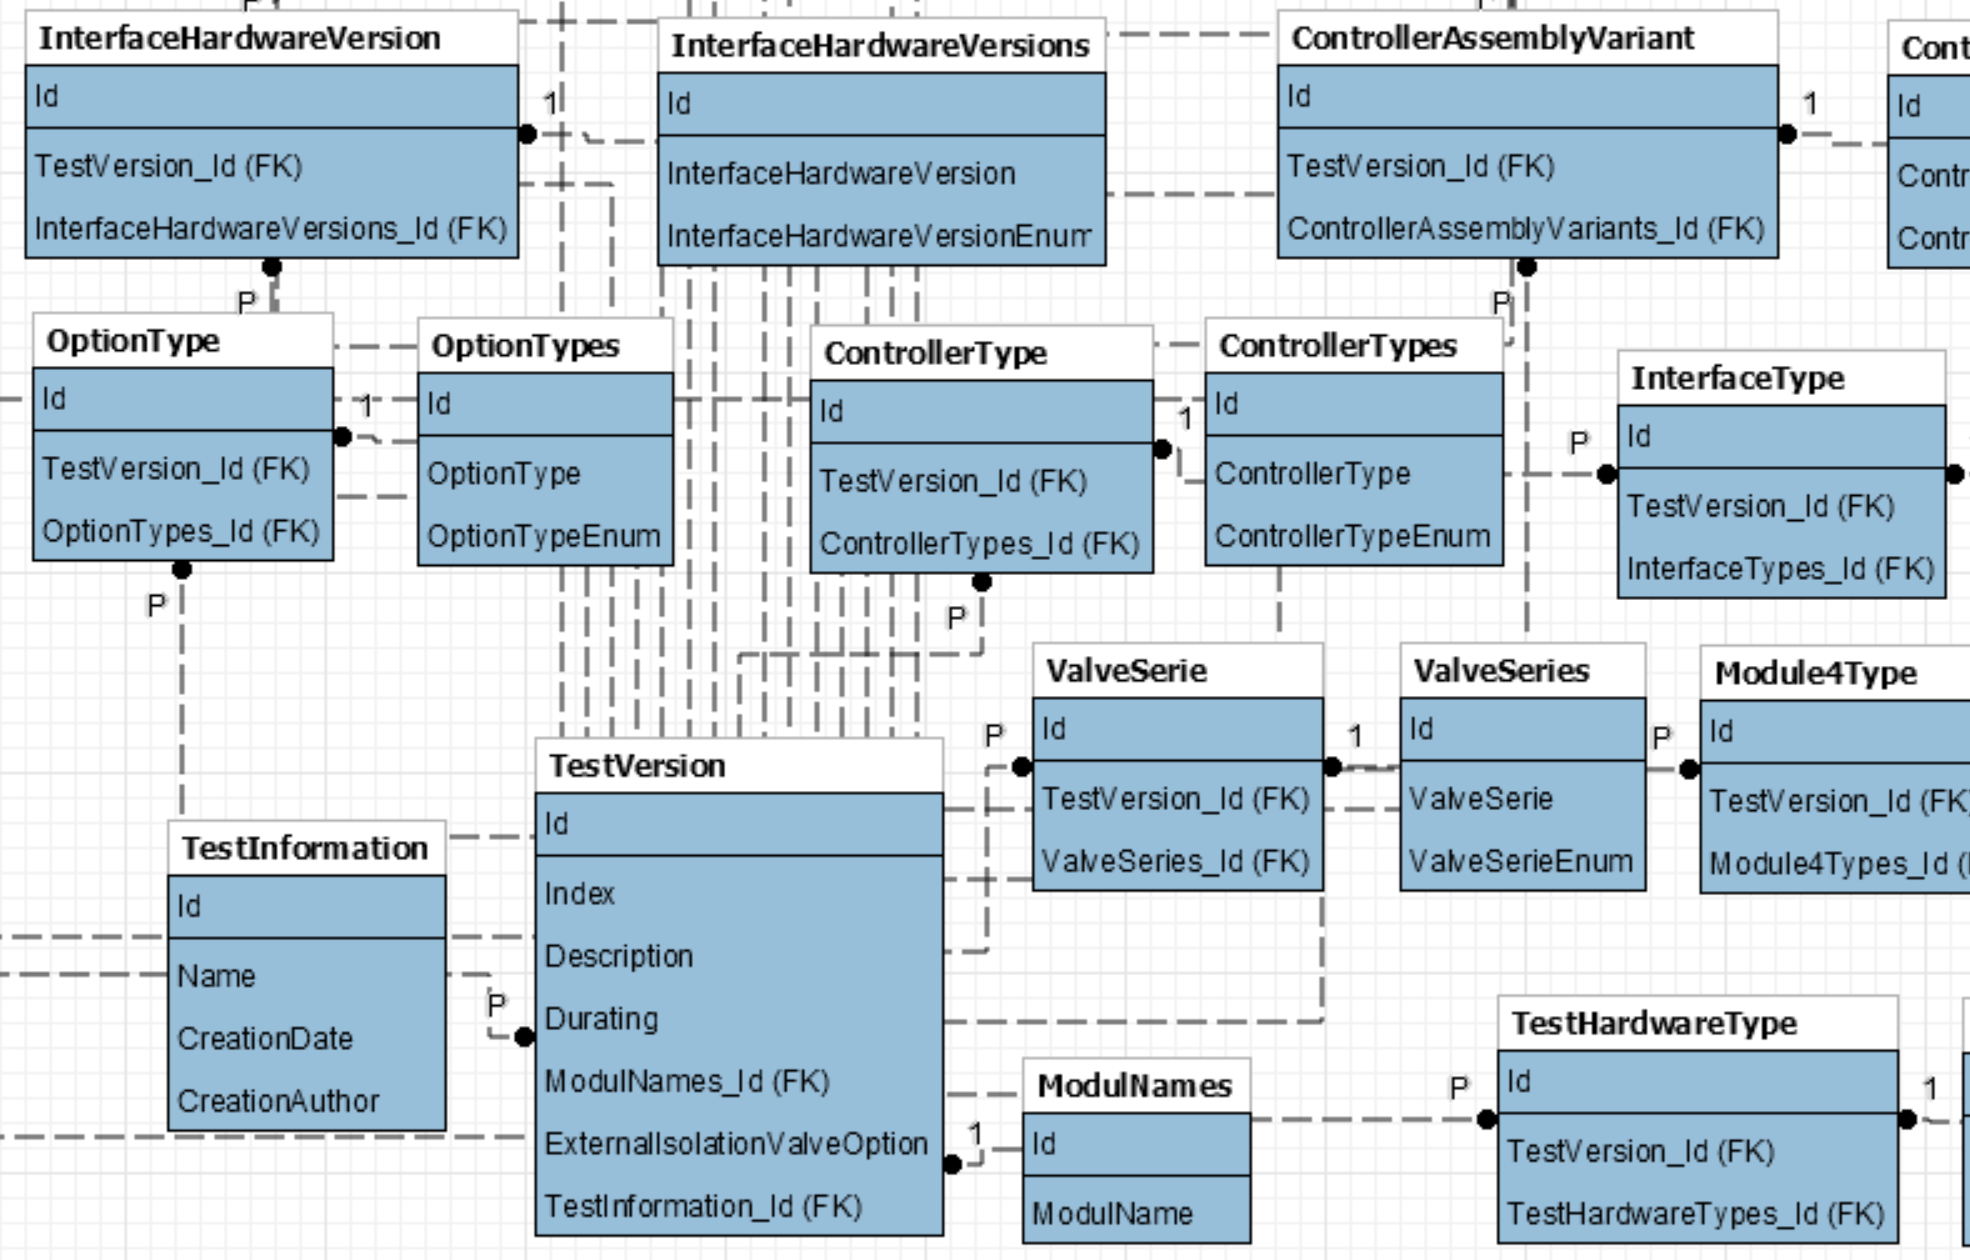 P
P
InterfaceHardwareVersion
Id
TestVersion_Id (FK)
InterfaceHardwareVersions_Id (FK)
1
P
InterfaceHardwareVersions
Id
InterfaceHardwareVersion
InterfaceHardwareVersionEnum
ControllerAssemblyVariant
Id
TestVersion_Id (FK)
ControllerAssemblyVariants_Id (FK)
1
P
Cont
Id
Contr
Contr
OptionType
Id
TestVersion_Id (FK)
OptionTypes_Id (FK)
1
P
OptionTypes
Id
OptionType
OptionTypeEnum
ControllerType
Id
TestVersion_Id (FK)
ControllerTypes_Id (FK)
1
P
ControllerTypes
Id
ControllerType
ControllerTypeEnum
P
InterfaceType
Id
TestVersion_Id (FK)
InterfaceTypes_Id (FK)
P
ValveSerie
Id
TestVersion_Id (FK)
ValveSeries_Id (FK)
1
ValveSeries
Id
ValveSerie
ValveSerieEnum
P
Module4Type
Id
TestVersion_Id (FK
Module4Types_Id (
TestInformation
Id
Name
CreationDate
CreationAuthor
P
TestVersion
Id
Index
Description
Durating
ModulNames_Id (FK)
ExternalIsolationValveOption
TestInformation_Id (FK)
1
ModulNames
Id
ModulName
P
TestHardwareType
Id
TestVersion_Id (FK)
TestHardwareTypes_Id (FK)
1